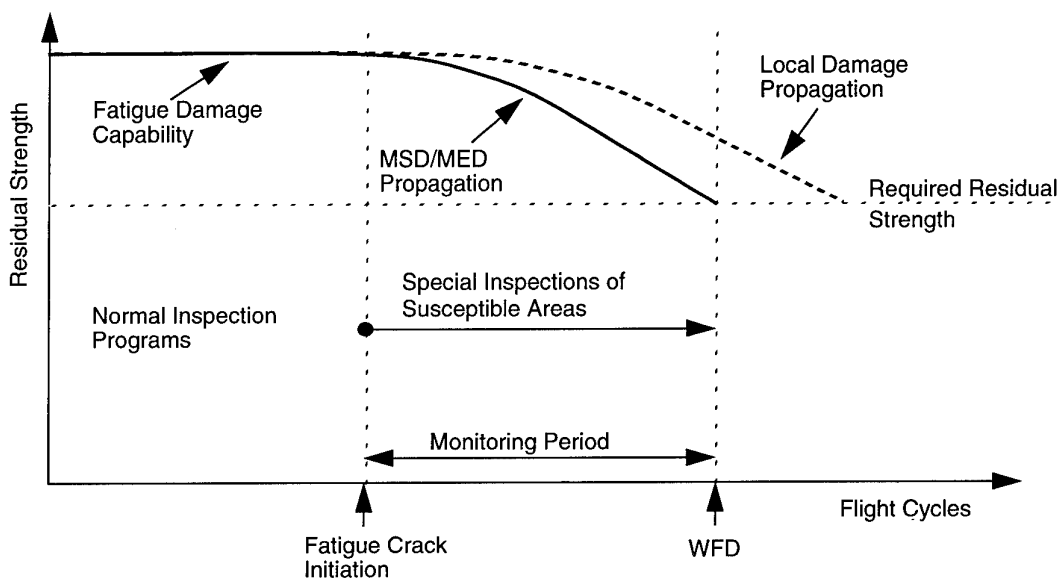 Residual Strength
Fatigue Damage
Capability
MSD/MED
Propagation
Local Damage
Propagation
Required Residual
Strength
Normal Inspection
Programs
Special Inspections of
Susceptible Areas
Monitoring Period
Flight Cycles
Fatigue Crack
Initiation
WFD